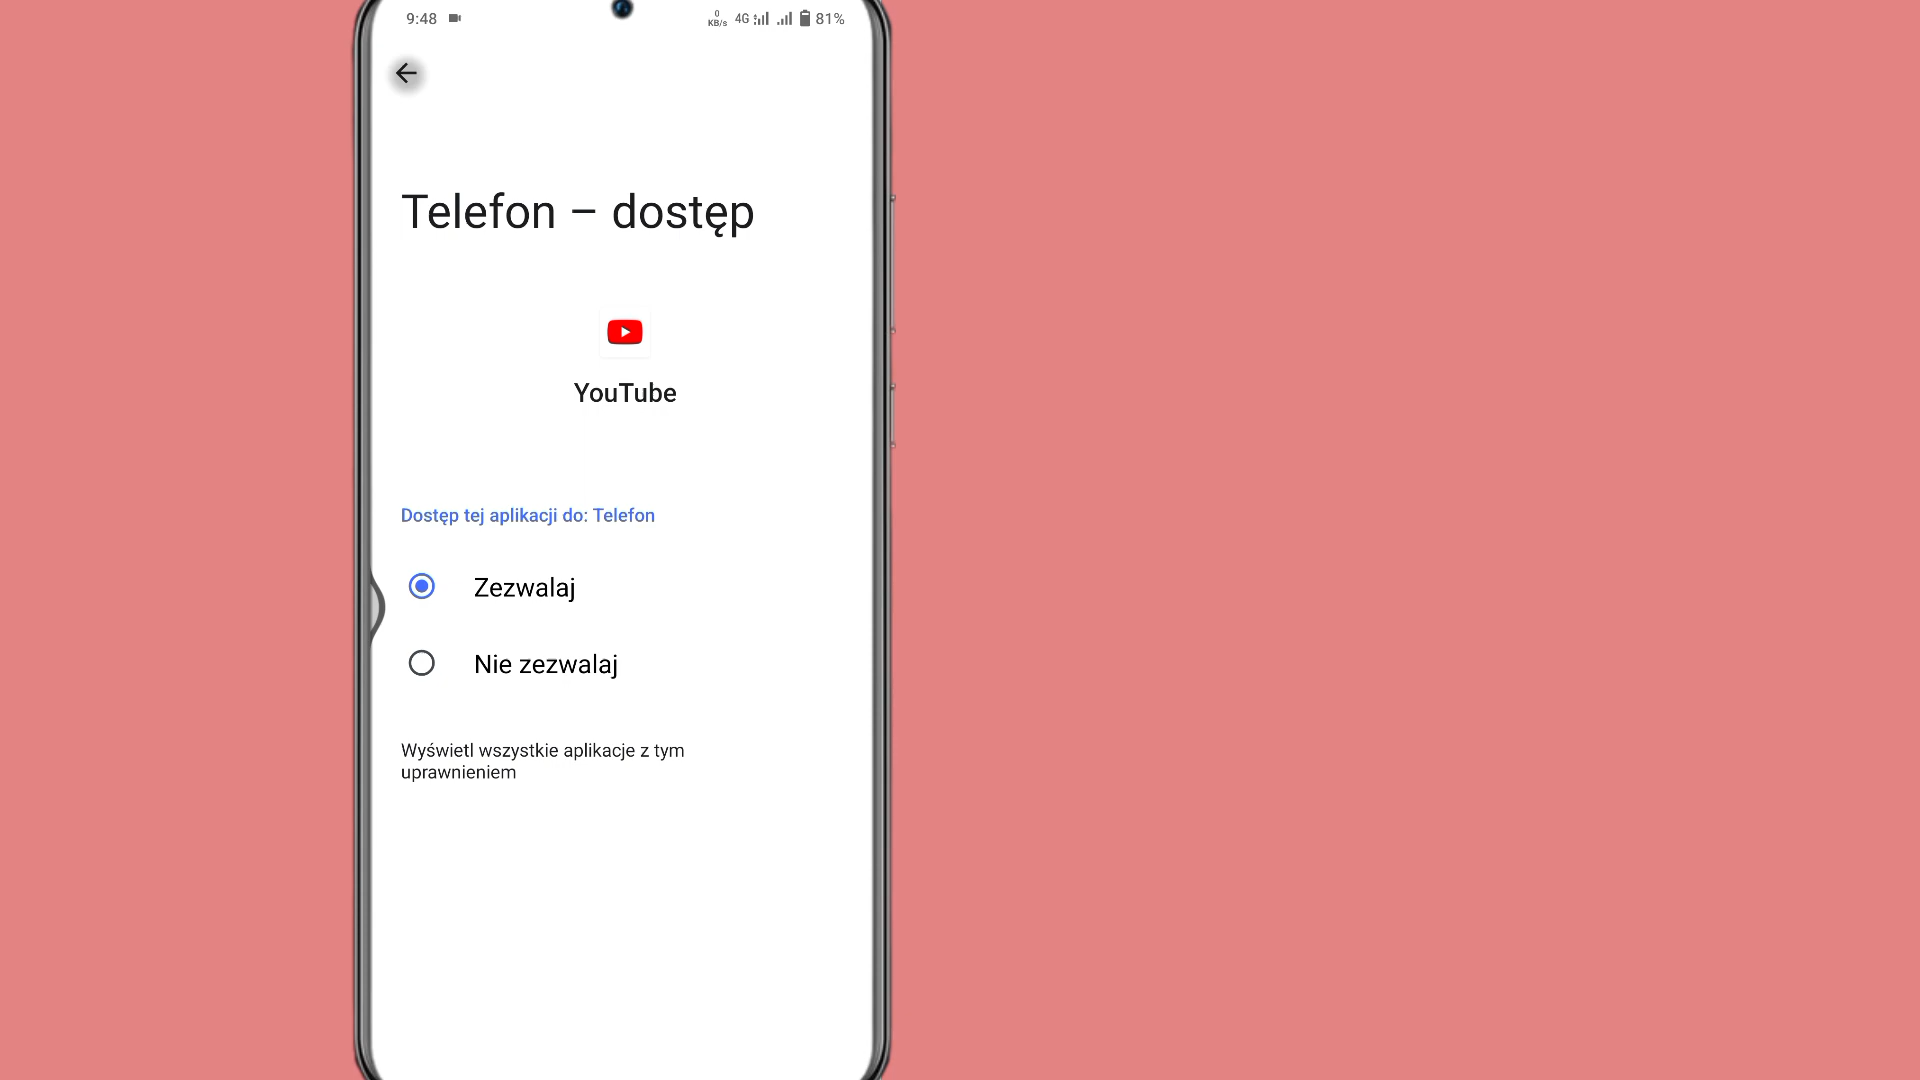 9:48
0 KB/s 4G 81%
Telefon – dostęp
YouTube
Dostęp tej aplikacji do: Telefon
Zezwalaj
Nie zezwalaj
Wyświetl wszystkie aplikacje z tym
uprawnieniem